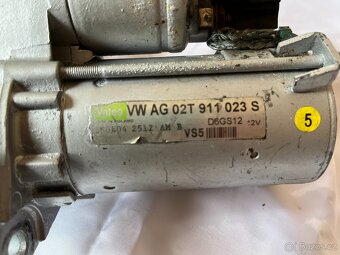 Valeo VW AG 02T 911 023 S
D6GS12 12V
VS5
5